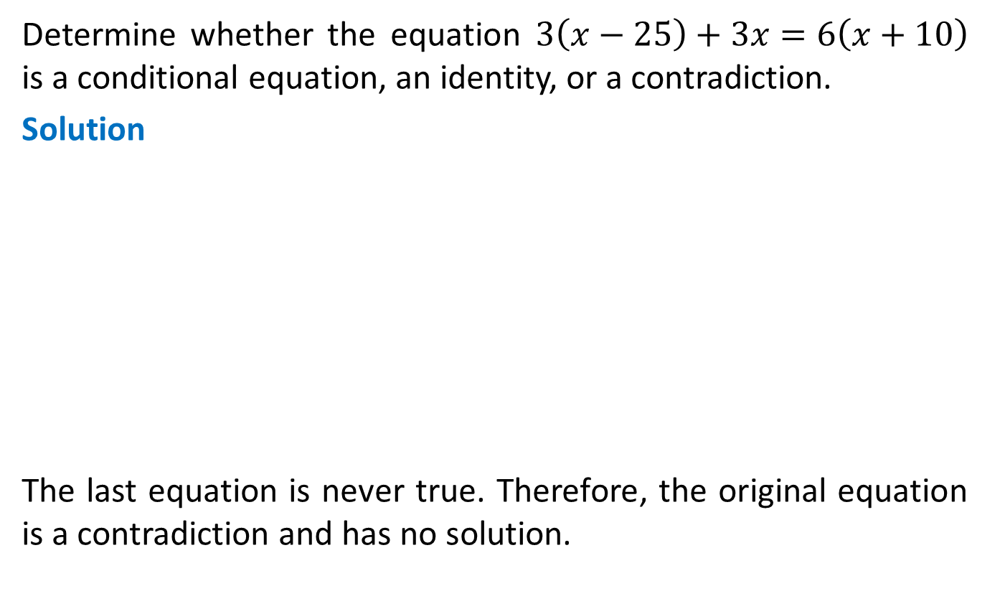 Determine whether the equation 3(𝑥 − 25) + 3𝑥 = 6(𝑥 + 10)
is a conditional equation, an identity, or a contradiction.
Solution
The last equation is never true. Therefore, the original equation
is a contradiction and has no solution.